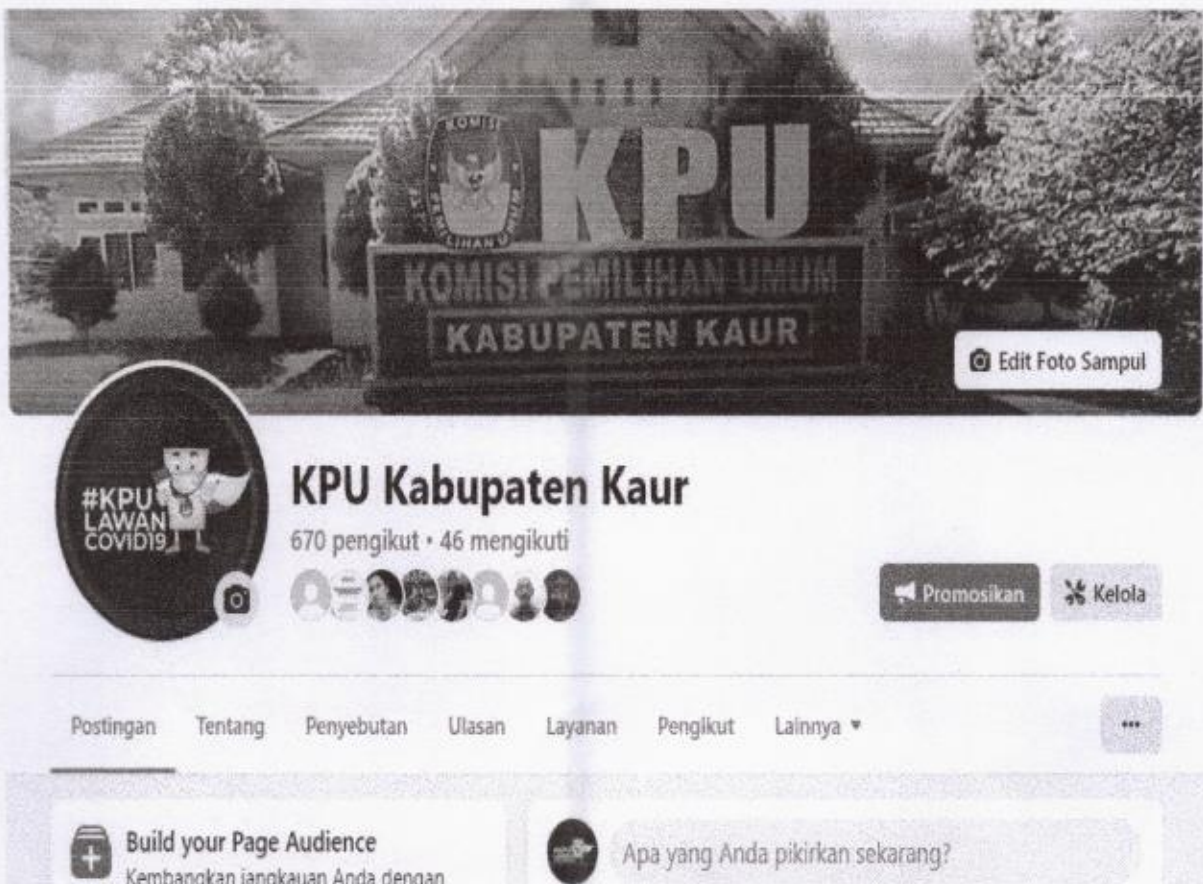 KOMISI
PEMILIHAN UMUM
KPU
KOMISI PEMILIHAN UMUM
KABUPATEN KAUR
Edit Foto Sampul
#KPU
LAWAN
COVID19
KPU Kabupaten Kaur
670 pengikut • 46 mengikuti
Promosikan
Kelola
Postingan Tentang Penyebutan Ulasan Layanan Pengikut Lainnya ▾
...
Build your Page Audience
Kembangkan jangkauan Anda dengan
Apa yang Anda pikirkan sekarang?